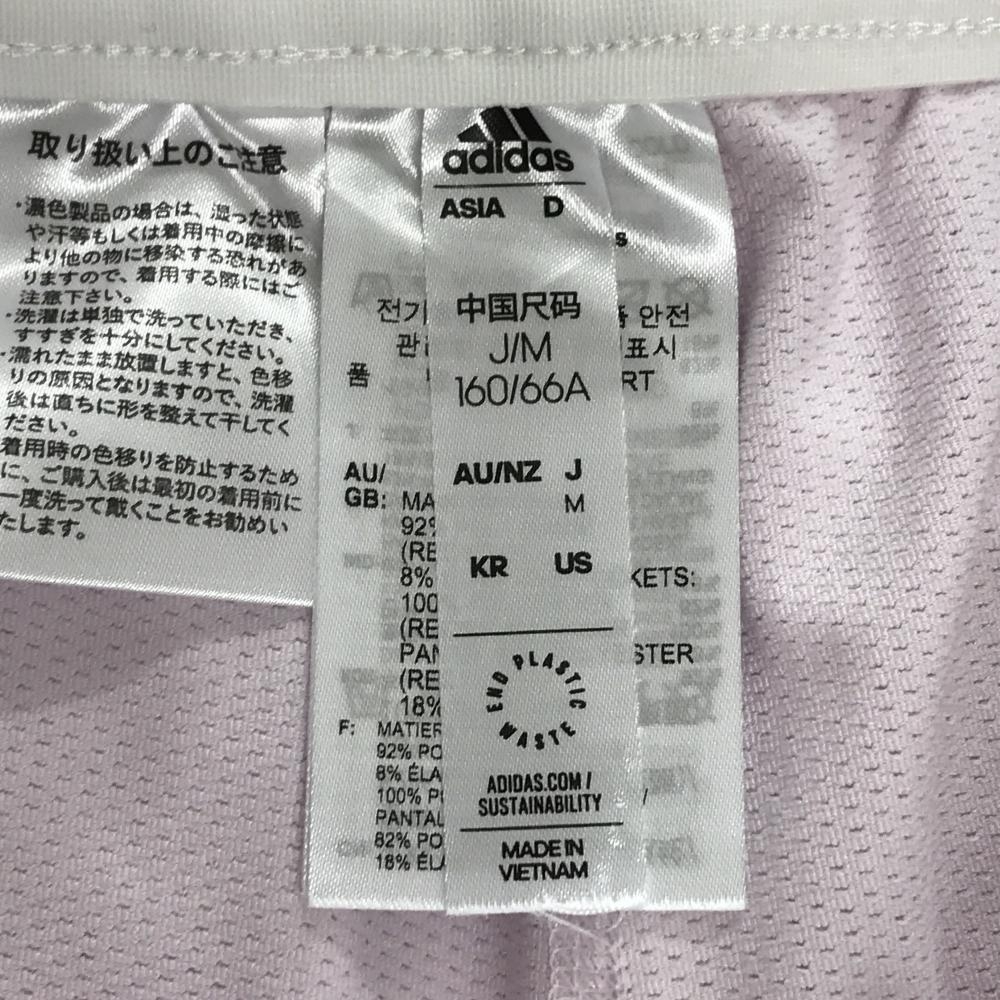 取り扱い上のご注意
・濃色製品の場合は、湿った状態
や汗等もしくは着用中の摩擦に
より他の物に移染する恐れがあ
りますので、着用する際にはご
注意下さい。
・洗濯は単独で洗っていただき、
すすぎを十分にしてください。
・濡れたまま放置しますと、色移
りの原因となりますので、洗濯
後は直ちに形を整えて干してく
ださい。
着用時の色移りを防止するため
に、ご購入後は最初の着用前に
一度洗って戴くことをお勧めい
たします。
adidas
ASIA D
中国尺码
J/M
160/66A
AU/NZ J
M
KR US
END PLASTIC WASTE
ADIDAS.COM/
SUSTAINABILITY
MADE IN
VIETNAM
전기
안전
관
표시
품
RT
AU/
GB: MA
92%
(RE
8%
KETS:
100
(RE
PAN
STER
(RE
18%
F: MATIER
92% PO
8% ÉLA
100% P
PANTAL
82% PO
18% ÉLA